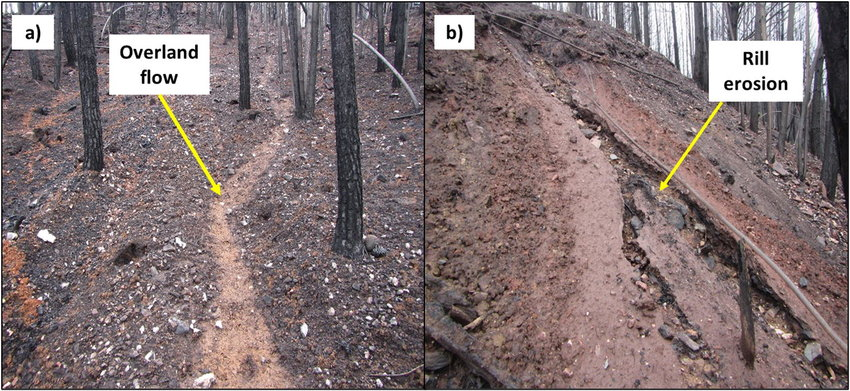 a)
Overland
flow
b)
Rill
erosion